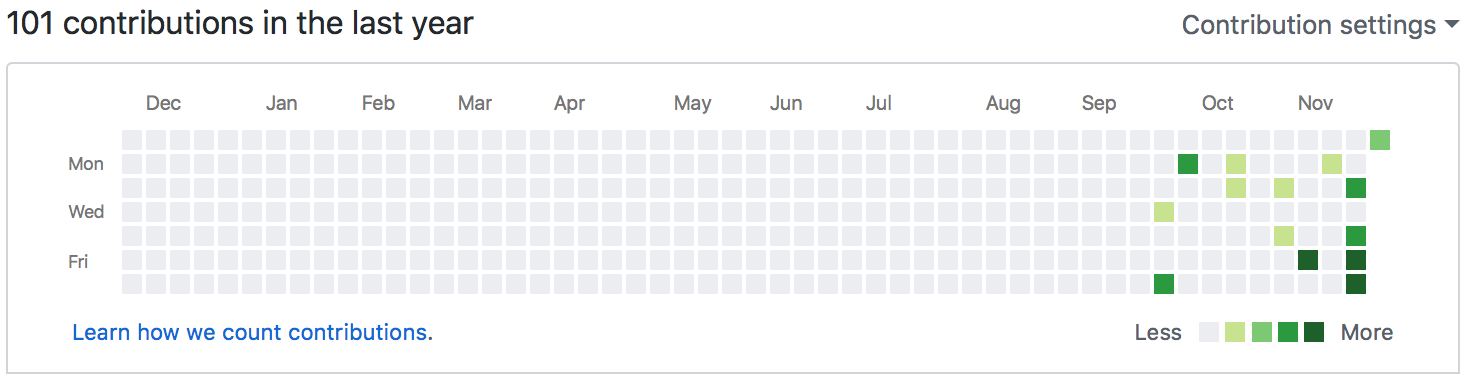 101 contributions in the last year
Contribution settings
Dec Jan Feb Mar Apr May Jun Jul Aug Sep Oct Nov
Mon
Wed
Fri
Learn how we count contributions.
Less More